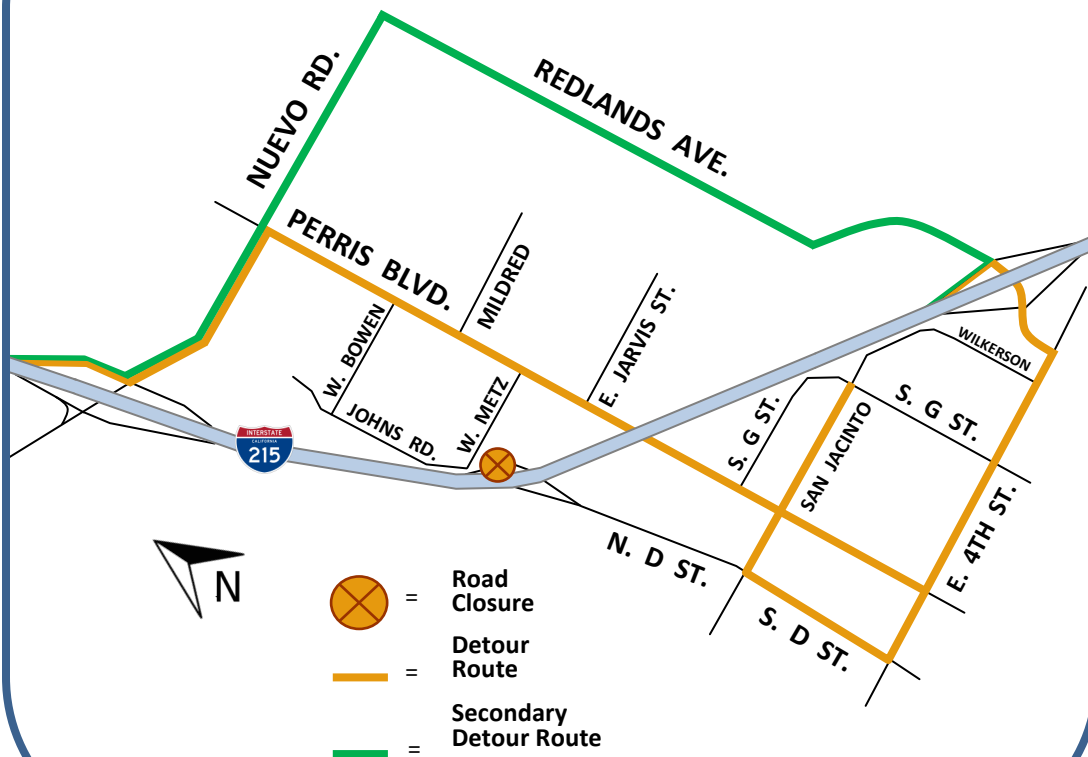 NUEVO RD.
REDLANDS AVE.
PERRIS BLVD.
MILDRED
W. BOWEN
E. JARVIS ST.
WILKERSON
JOHNS RD.
W. METZ
S. G ST.
S. G ST.
SAN JACINTO
INTERSTATE
CALIFORNIA
215
E. 4TH ST.
N. D ST.
S. D ST.
N
= Road
Closure
= Detour
Route
= Secondary
Detour Route